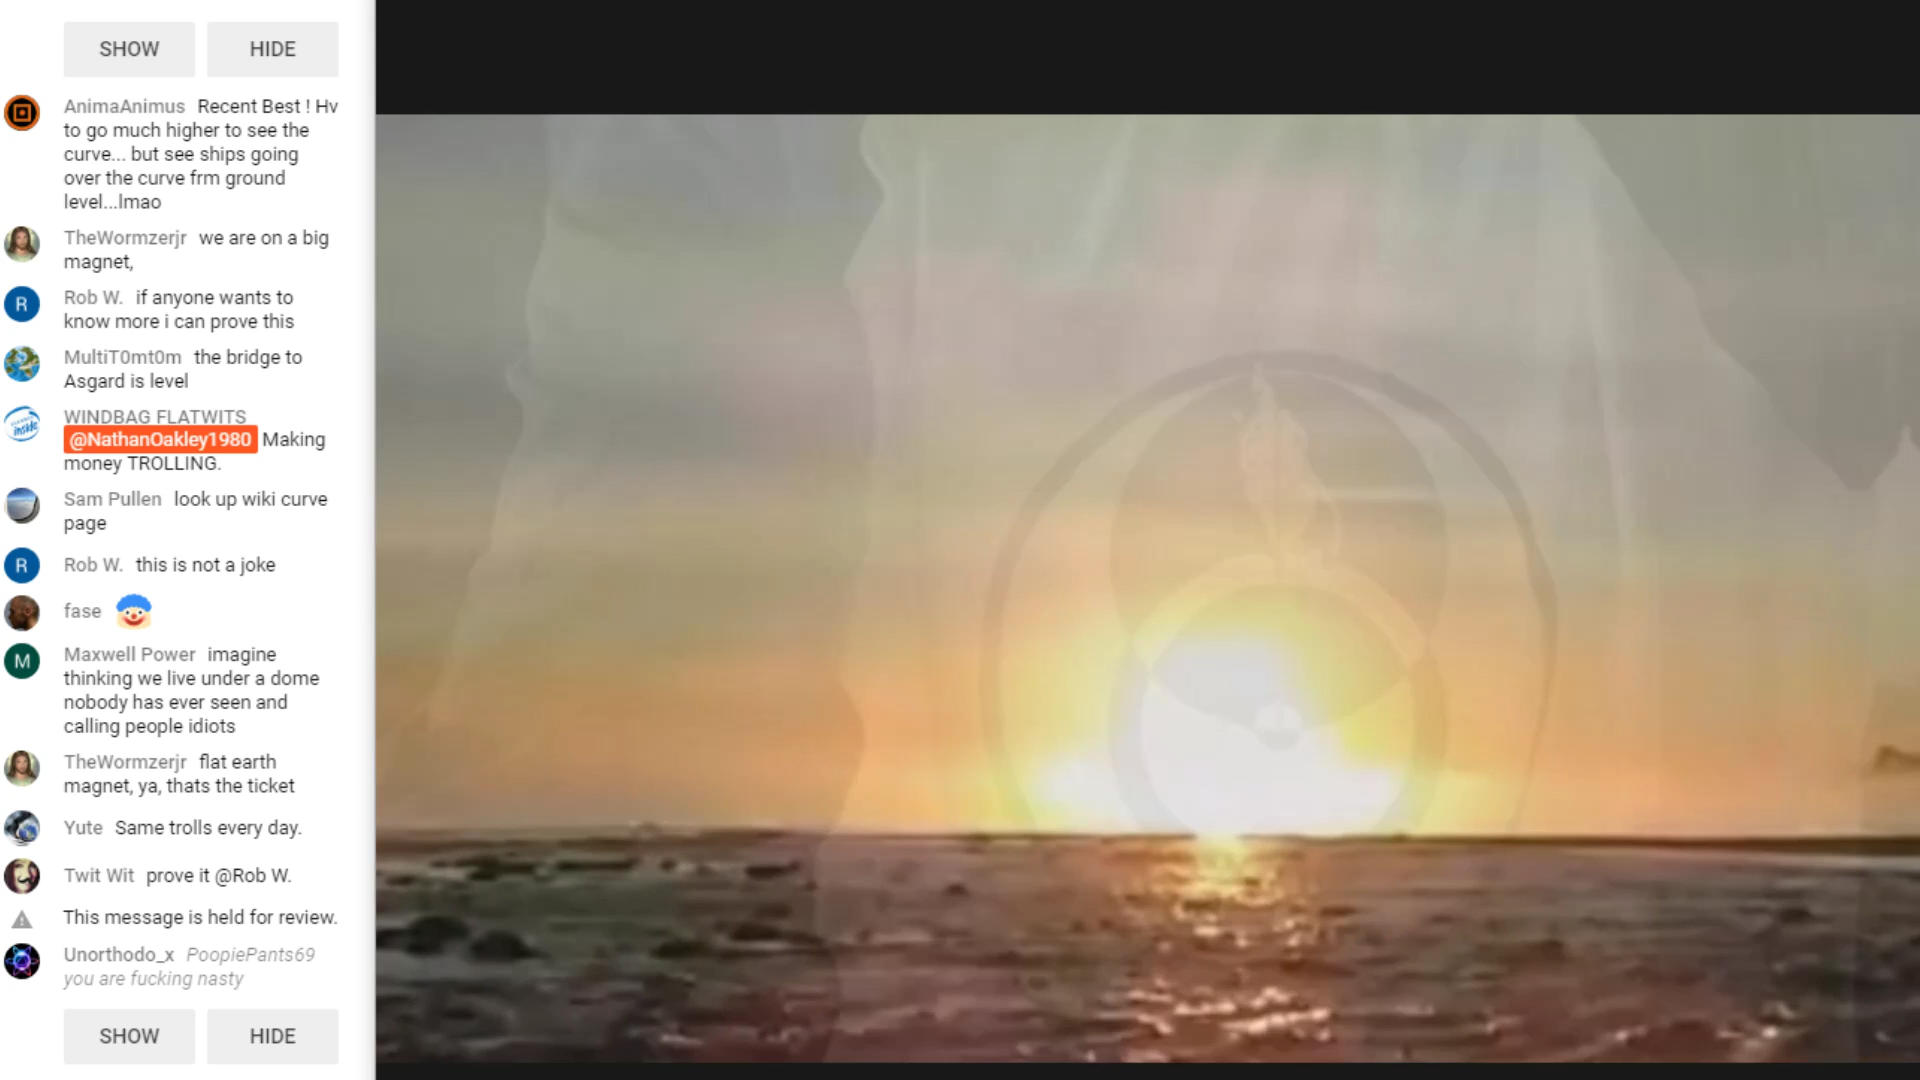 SHOW HIDE
AnimaAnimus Recent Best ! Hv
to go much higher to see the
curve... but see ships going
over the curve frm ground
level...lmao
TheWormzerjr we are on a big
magnet,
R Rob W. if anyone wants to
know more i can prove this
MultiT0mt0m the bridge to
Asgard is level
WINDBAG FLATWITS
inside
@NathanOakley1980 Making
money TROLLING.
Sam Pullen look up wiki curve
page
R Rob W. this is not a joke
fase
M Maxwell Power imagine
thinking we live under a dome
nobody has ever seen and
calling people idiots
TheWormzerjr flat earth
magnet, ya, thats the ticket
Yute Same trolls every day.
Twit Wit prove it @Rob W.
This message is held for review.
Unorthodo_x PoopiePants69
you are fucking nasty
SHOW HIDE